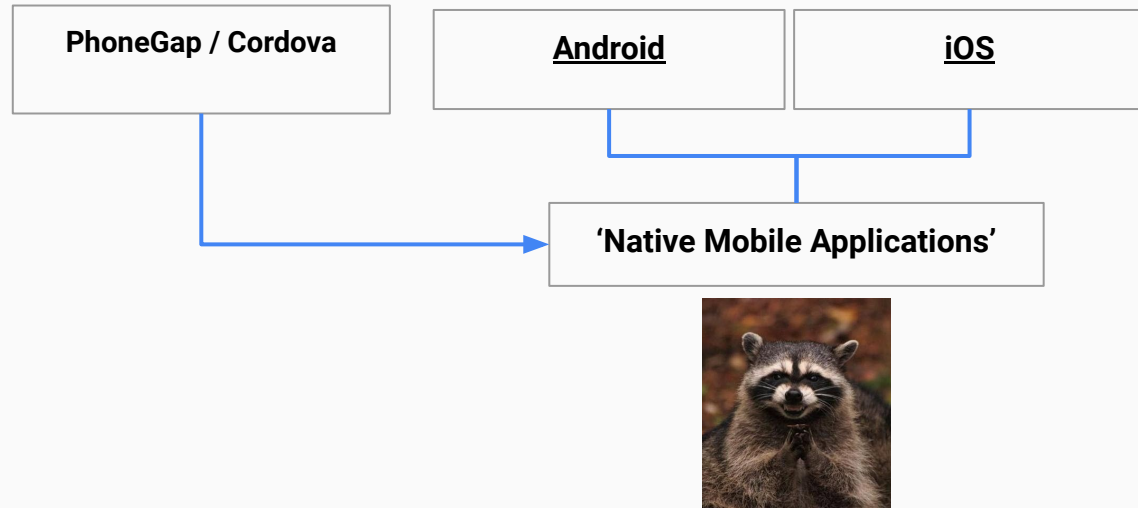 PhoneGap / Cordova
Android
iOS
‘Native Mobile Applications’